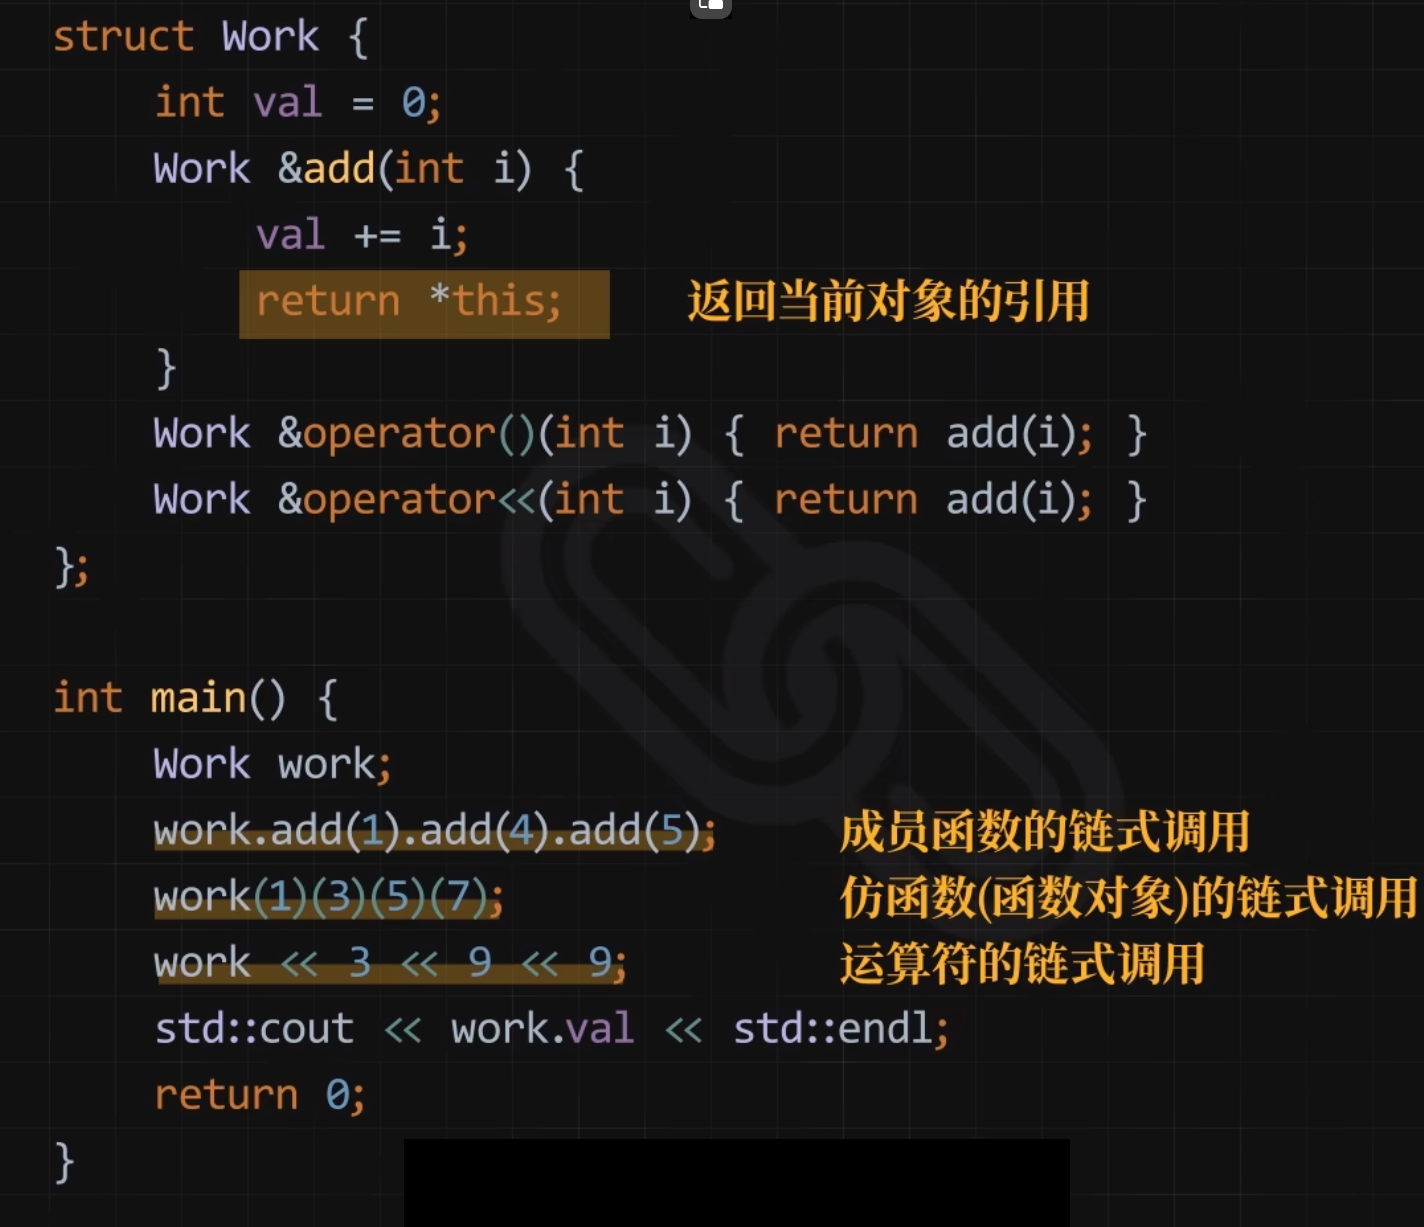 struct Work {
int val = 0;
Work &add(int i) {
val += i;
return *this; 返回当前对象的引用
}
Work &operator()(int i) { return add(i); }
Work &operator<<(int i) { return add(i); }
};
int main() {
Work work;
work.add(1).add(4).add(5); 成员函数的链式调用
work(1)(3)(5)(7); 仿函数(函数对象)的链式调用
work << 3 << 9 << 9; 运算符的链式调用
std::cout << work.val << std::endl;
return 0;
}